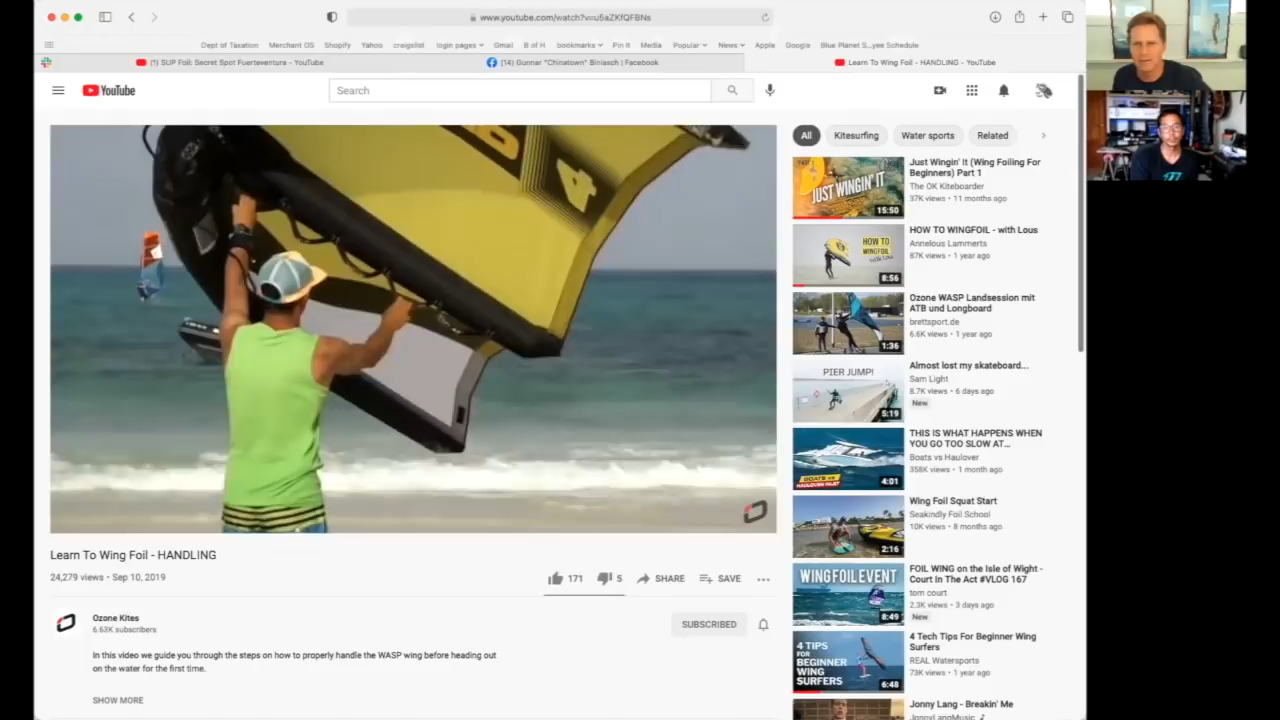 www.youtube.com/watch?v=u5aZKfQFBNs
Dept of Taxation Merchant OS Shopify Yahoo craigslist login pages Gmail B of H bookmarks Pin It Media Popular News Apple Google Blue Planet S...yee Schedule
(1) SUP Foil: Secret Spot Fuerteventura - YouTube
(14) Gunnar "Chinatown" Biniasch | Facebook
Learn To Wing Foil - HANDLING - YouTube
YouTube
Search
All
Kitesurfing
Water sports
Related
4
JUST WINGIN' IT
15:50
Just Wingin' It (Wing Foiling For
Beginners) Part 1
The OK Kiteboarder
37K views • 11 months ago
HOW TO
WINGFOIL
8:56
HOW TO WINGFOIL - with Lous
Annelous Lammerts
87K views • 1 year ago
1:36
Ozone WASP Landsession mit
ATB und Longboard
brettsport.de
6.6K views • 1 year ago
PIER JUMP!
5:19
Almost lost my skateboard...
Sam Light
8.7K views • 6 days ago
New
BOATS vs
HAULOVER INLET
4:01
THIS IS WHAT HAPPENS WHEN
YOU GO TOO SLOW AT...
Boats vs Haulover
358K views • 1 month ago
2:16
Wing Foil Squat Start
Seakindly Foil School
10K views • 8 months ago
WINGFOIL EVENT
8:49
FOIL WING on the Isle of Wight -
Court In The Act #VLOG 167
tom court
2.3K views • 3 days ago
New
4 TIPS
FOR
BEGINNER
WING
SURFERS
6:48
4 Tech Tips For Beginner Wing
Surfers
REAL Watersports
73K views • 1 year ago
Jonny Lang - Breakin' Me
JonnyLangMusic
Learn To Wing Foil - HANDLING
24,279 views • Sep 10, 2019
171
5
SHARE
SAVE
Ozone Kites
6.63K subscribers
SUBSCRIBED
In this video we guide you through the steps on how to properly handle the WASP wing before heading out
on the water for the first time.
SHOW MORE